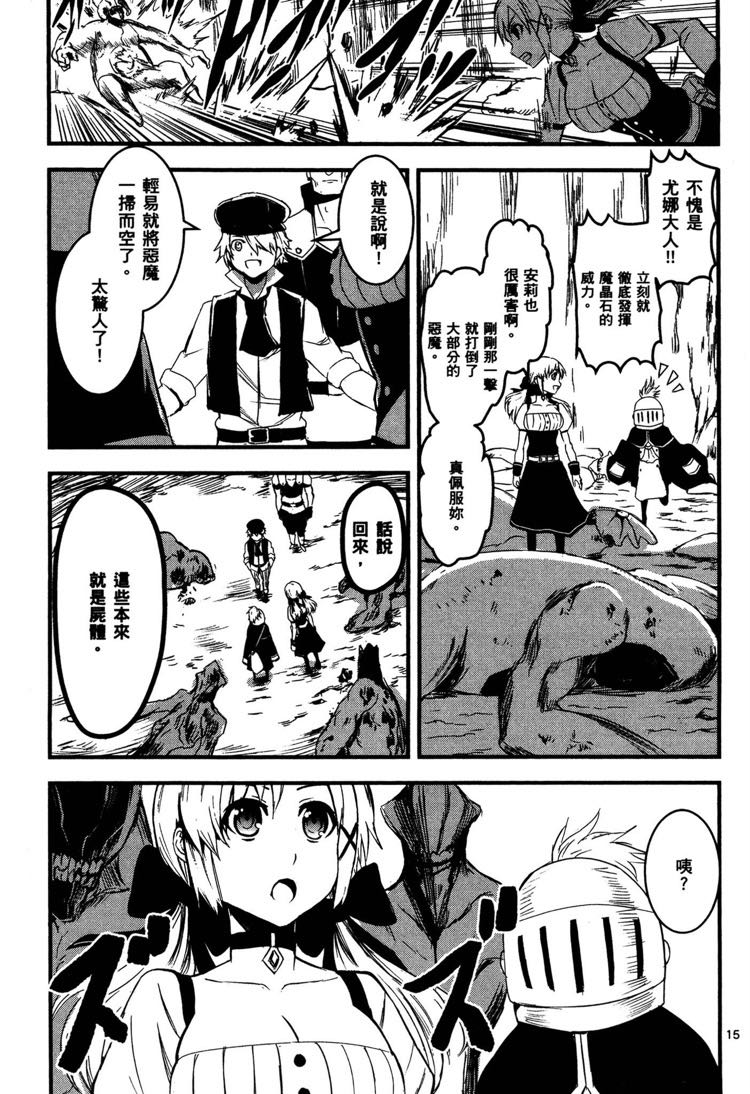 不愧是
尤娜大人!!
立刻就
徹底發揮
魔晶石的
威力。
安莉也
很厲害啊。
剛剛那一擊
就打倒了
大部分的
惡魔。
真佩服妳。
就是說啊！
輕易就將惡魔
一掃而空了。
太驚人了！
話說
回來，
這些本來
就是屍體。
咦？
ズズ
ズ
15